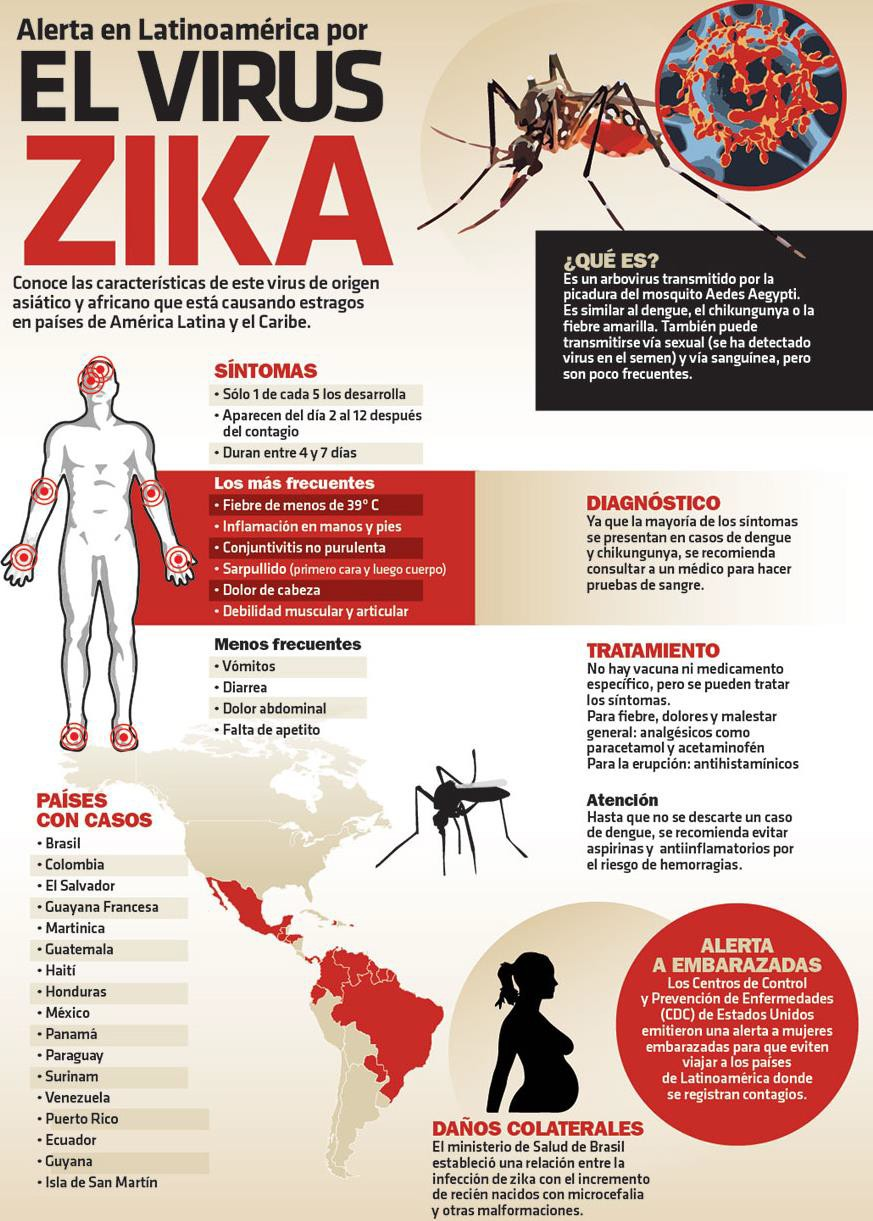 Alerta en Latinoamérica por
EL VIRUS
ZIKA
Conoce las características de este virus de origen
asiático y africano que está causando estragos
en países de América Latina y el Caribe.
¿QUÉ ES?
Es un arbovirus transmitido por la
picadura del mosquito Aedes Aegypti.
Es similar al dengue, el chikungunya o la
fiebre amarilla. También puede
transmitirse vía sexual (se ha detectado
virus en el semen) y vía sanguínea, pero
son poco frecuentes.
SÍNTOMAS
• Sólo 1 de cada 5 los desarrolla
• Aparecen del día 2 al 12 después
del contagio
• Duran entre 4 y 7 días
Los más frecuentes
• Fiebre de menos de 39º C
• Inflamación en manos y pies
• Conjuntivitis no purulenta
• Sarpullido (primero cara y luego cuerpo)
• Dolor de cabeza
• Debilidad muscular y articular
Menos frecuentes
• Vómitos
• Diarrea
• Dolor abdominal
• Falta de apetito
DIAGNÓSTICO
Ya que la mayoría de los síntomas
se presentan en casos de dengue
y chikungunya, se recomienda
consultar a un médico para hacer
pruebas de sangre.
TRATAMIENTO
No hay vacuna ni medicamento
específico, pero se pueden tratar
los síntomas.
Para fiebre, dolores y malestar
general: analgésicos como
paracetamol y acetaminofén
Para la erupción: antihistamínicos
Atención
Hasta que no se descarte un caso
de dengue, se recomienda evitar
aspirinas y antiinflamatorios por
el riesgo de hemorragias.
PAÍSES
CON CASOS
• Brasil
• Colombia
• El Salvador
• Guayana Francesa
• Martinica
• Guatemala
• Haití
• Honduras
• México
• Panamá
• Paraguay
• Surinam
• Venezuela
• Puerto Rico
• Ecuador
• Guyana
• Isla de San Martín
ALERTA
A EMBARAZADAS
Los Centros de Control
y Prevención de Enfermedades
(CDC) de Estados Unidos
emitieron una alerta a mujeres
embarazadas para que eviten
viajar a los países
de Latinoamérica donde
se registran contagios.
DAÑOS COLATERALES
El ministerio de Salud de Brasil
estableció una relación entre la
infección de zika con el incremento
de recién nacidos con microcefalia
y otras malformaciones.